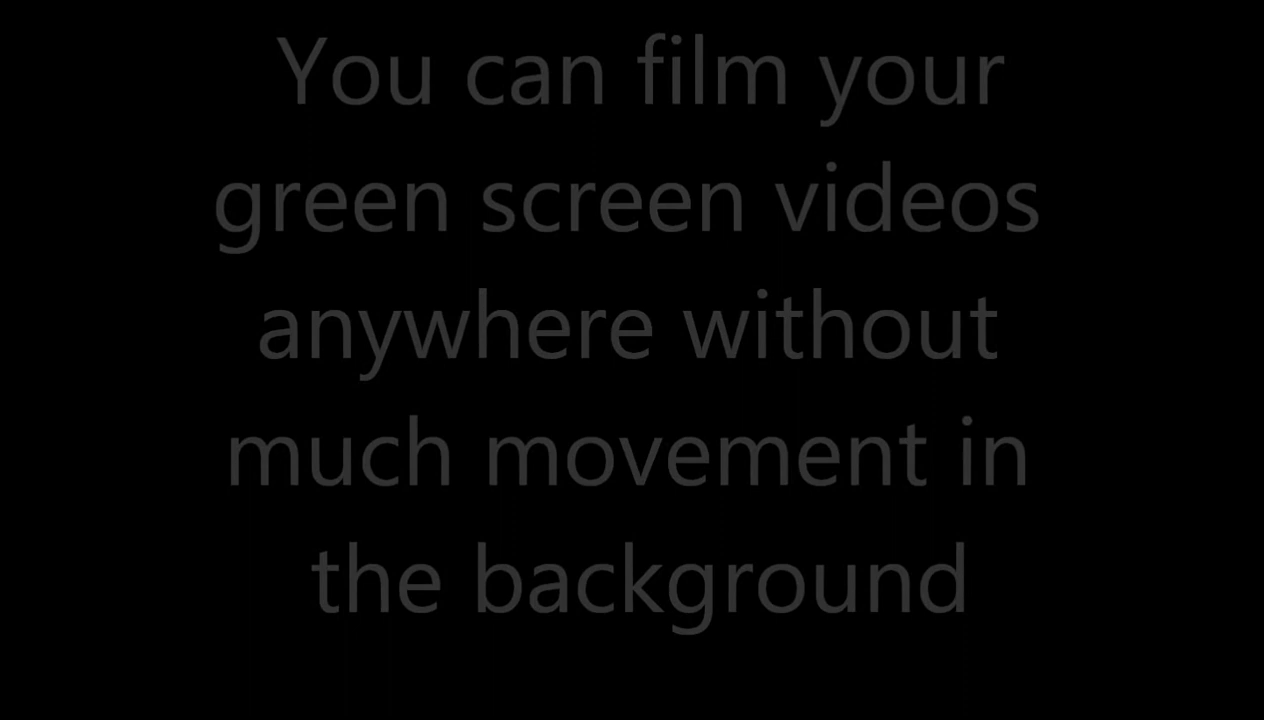 You can film your
green screen videos
anywhere without
much movement in
the background